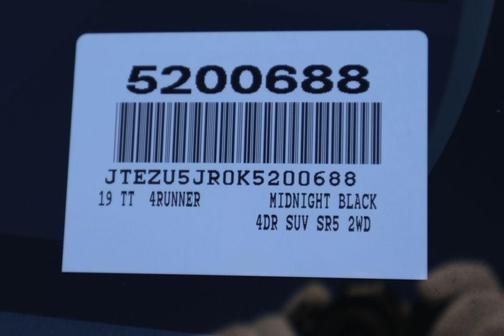 5200688
JTEZU5JR0K5200688
19 TT 4RUNNER MIDNIGHT BLACK
4DR SUV SR5 2WD